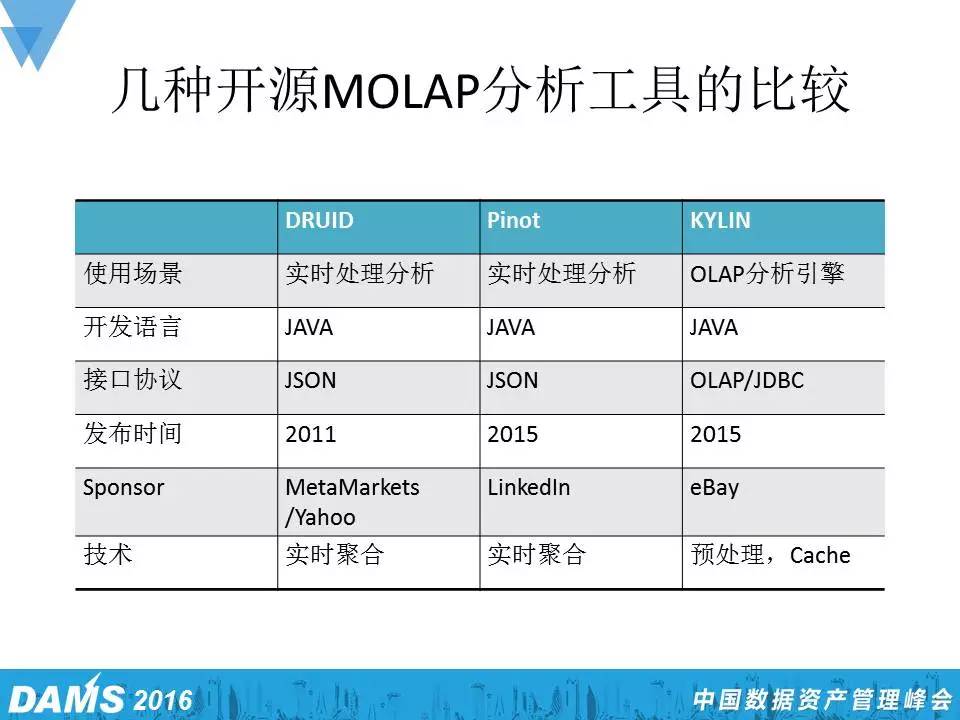 几种开源MOLAP分析工具的比较
DRUID Pinot KYLIN
使用场景 实时处理分析 实时处理分析 OLAP分析引擎
开发语言 JAVA JAVA JAVA
接口协议 JSON JSON OLAP/JDBC
发布时间 2011 2015 2015
Sponsor MetaMarkets LinkedIn eBay
/Yahoo
技术 实时聚合 实时聚合 预处理，Cache
DAMS 2016 中国数据资产管理峰会